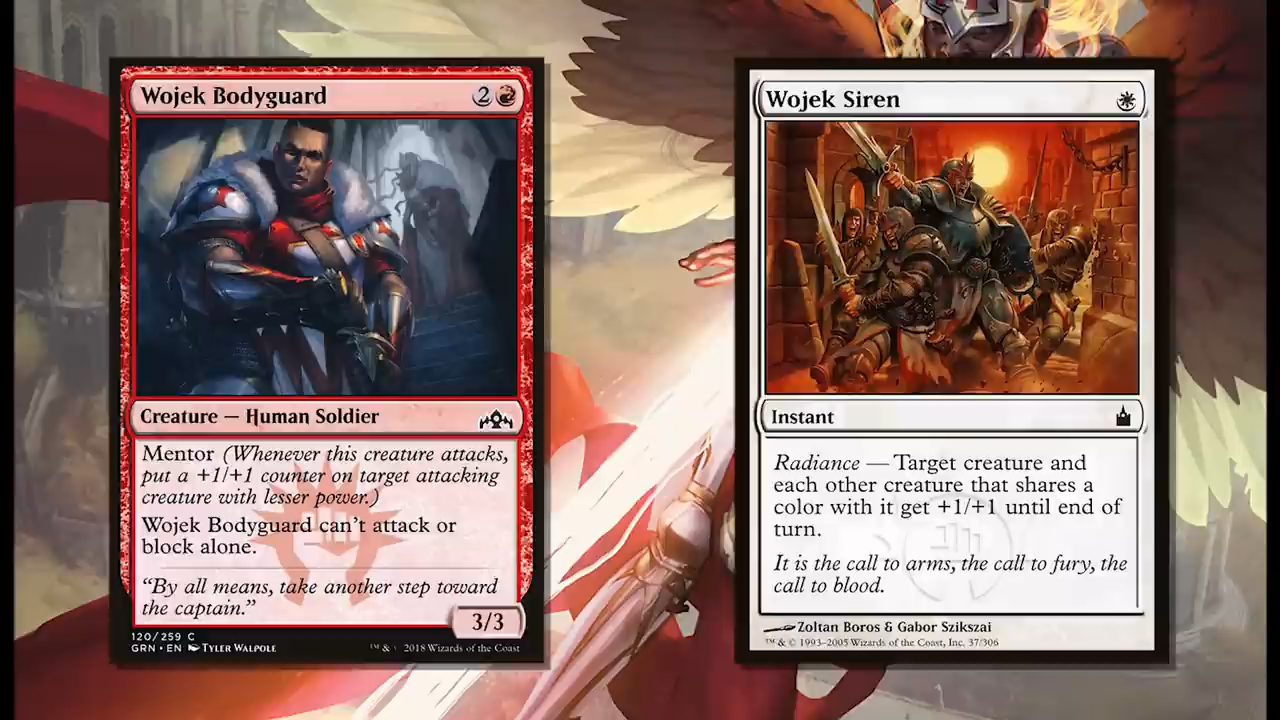 Wojek Bodyguard 2
Creature — Human Soldier
Mentor (Whenever this creature attacks,
put a +1/+1 counter on target attacking
creature with lesser power.)
Wojek Bodyguard can't attack or
block alone.
“By all means, take another step toward
the captain.”
3/3
120/259 C
GRN • EN Tyler Walpole
™ & 2018 Wizards of the Coast
Wojek Siren
Instant
Radiance — Target creature and
each other creature that shares a
color with it get +1/+1 until end of
turn.
It is the call to arms, the call to fury, the
call to blood.
Zoltan Boros & Gabor Szikszai
™ & © 1993–2005 Wizards of the Coast, Inc. 37/306